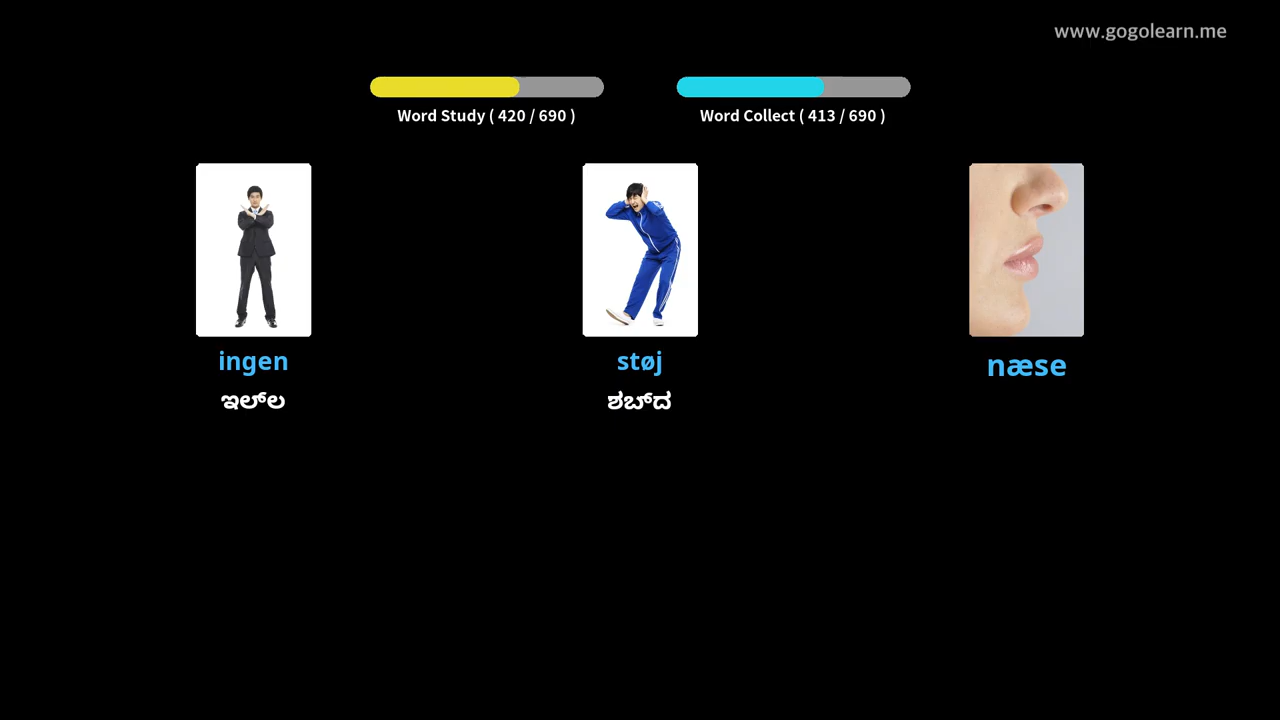 www.gogolearn.me
Word Study ( 420 / 690 )
Word Collect ( 413 / 690 )
ingen
støj
næse
ಇಲ್‌ಲ
ಶಬ್‌ದ